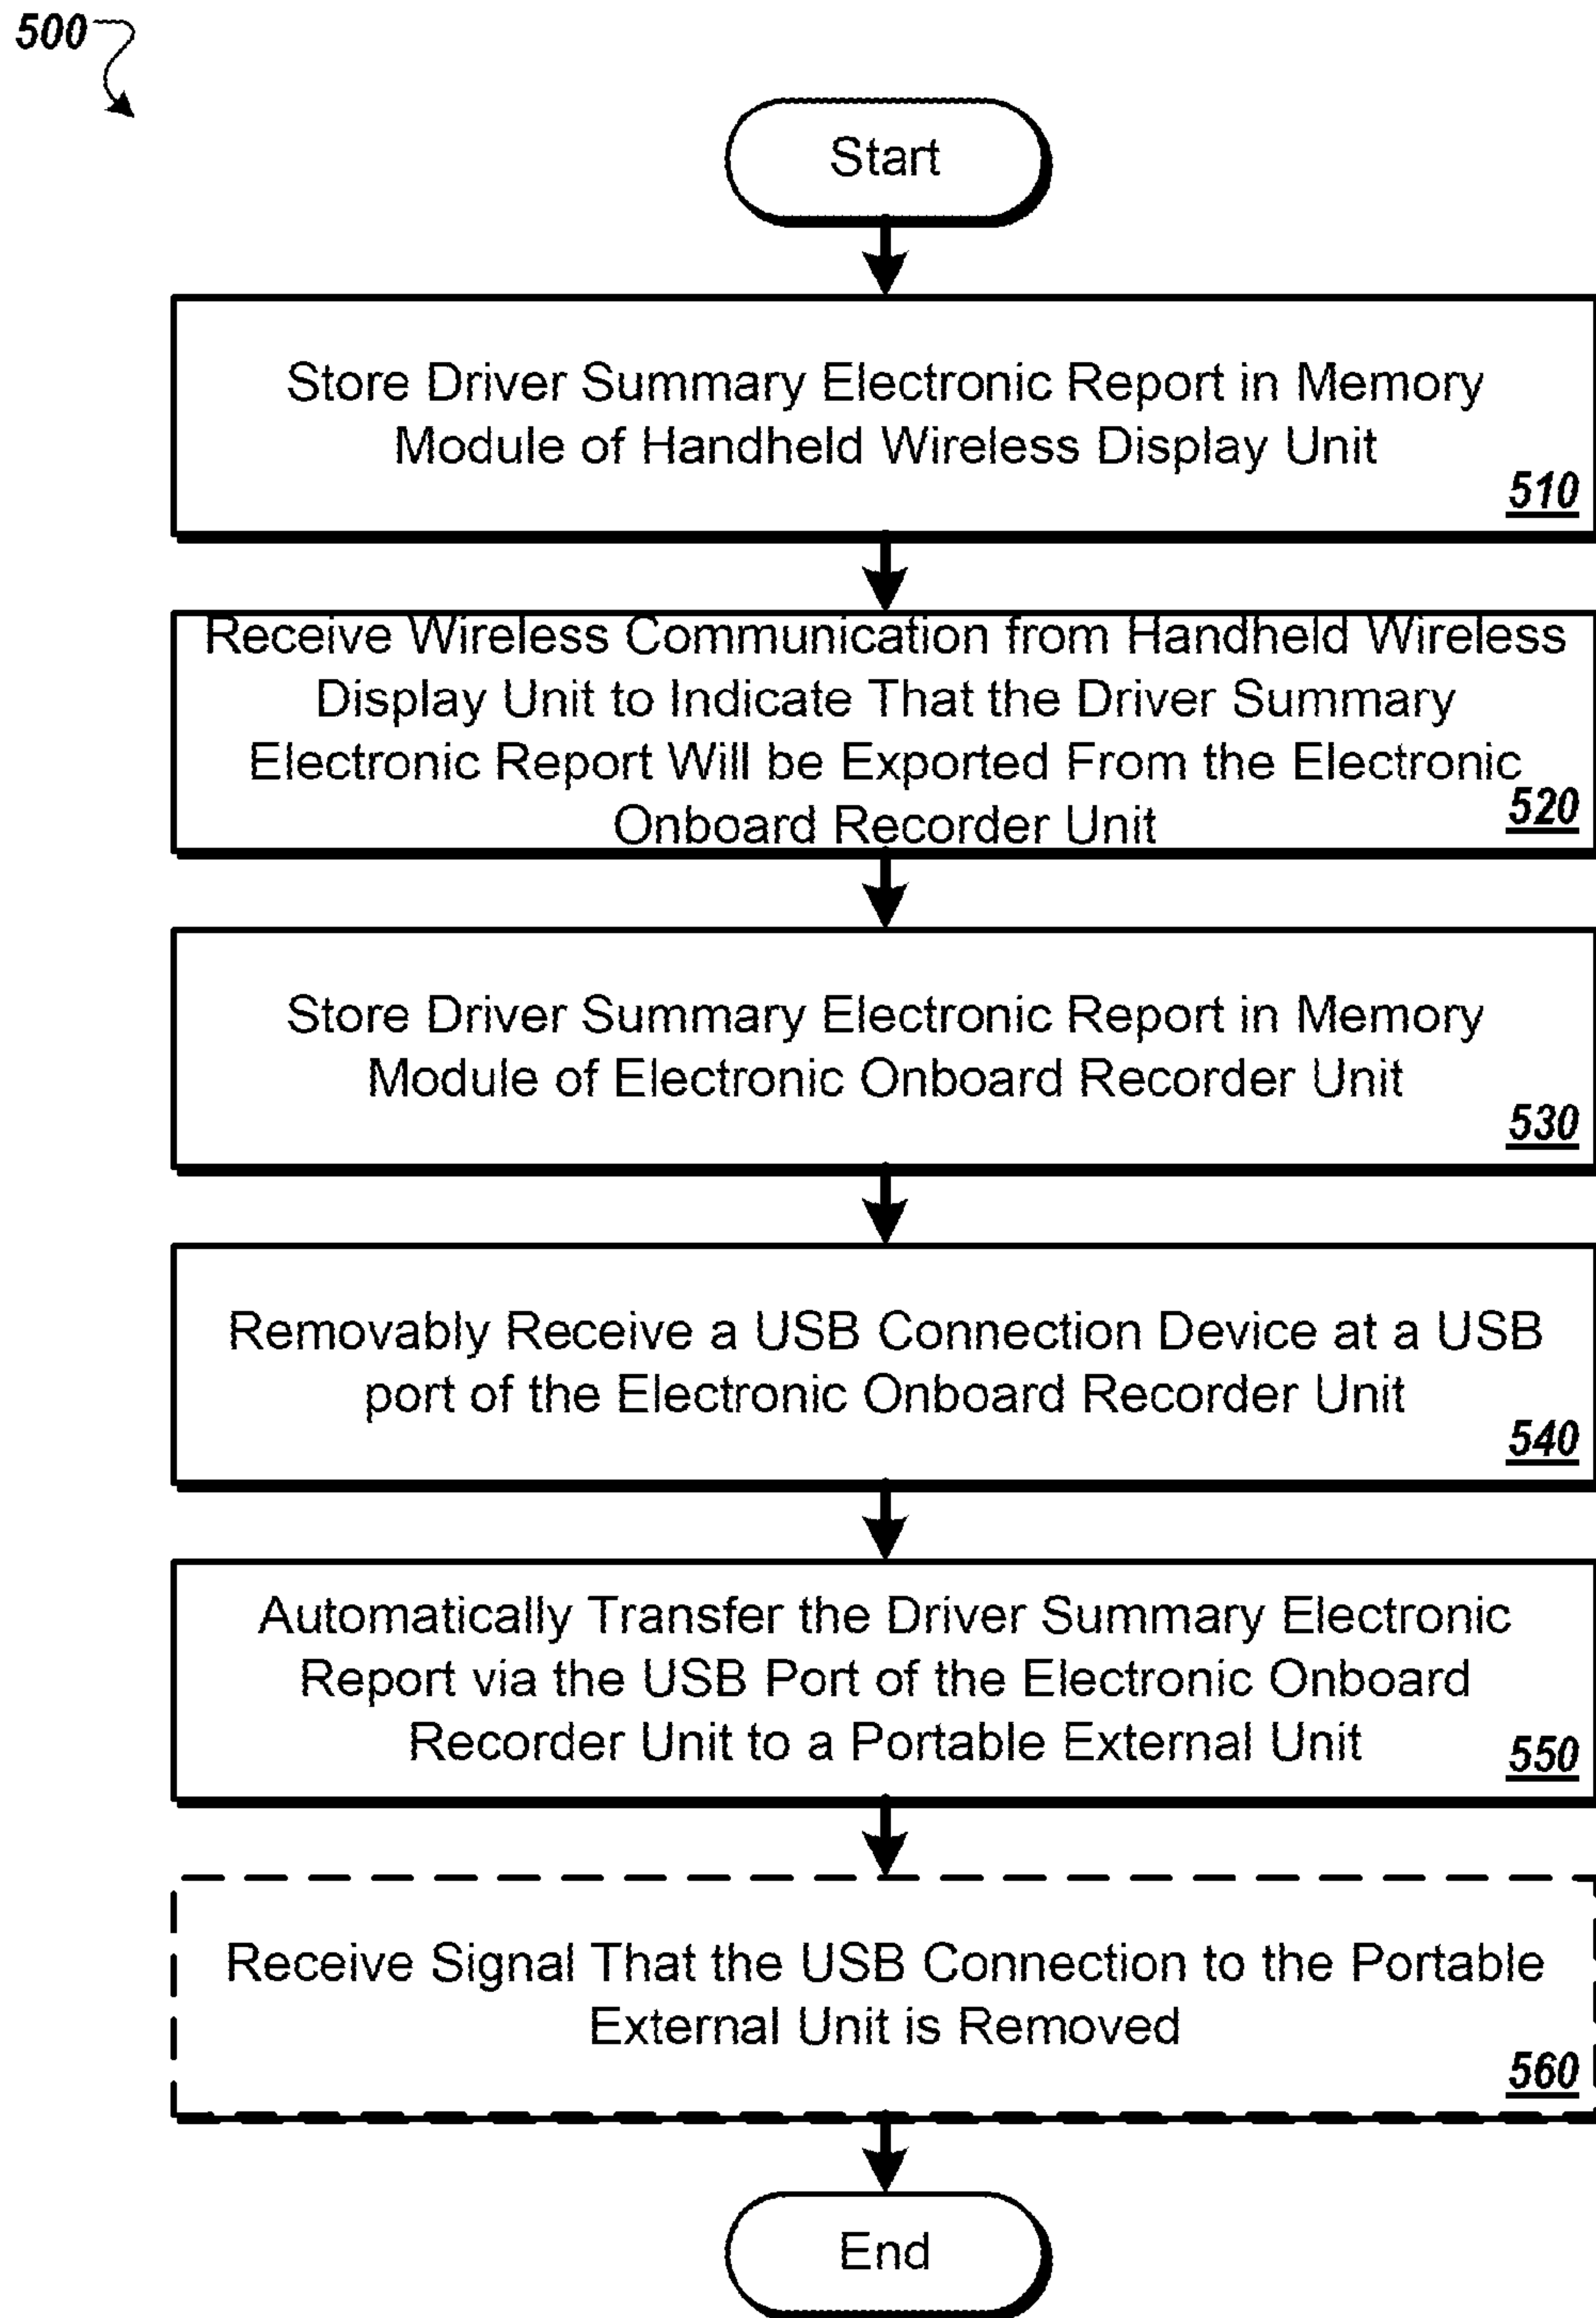 500
Start
Store Driver Summary Electronic Report in Memory
Module of Handheld Wireless Display Unit
510
Receive Wireless Communication from Handheld Wireless
Display Unit to Indicate That the Driver Summary
Electronic Report Will be Exported From the Electronic
Onboard Recorder Unit
520
Store Driver Summary Electronic Report in Memory
Module of Electronic Onboard Recorder Unit
530
Removably Receive a USB Connection Device at a USB
port of the Electronic Onboard Recorder Unit
540
Automatically Transfer the Driver Summary Electronic
Report via the USB Port of the Electronic Onboard
Recorder Unit to a Portable External Unit
550
Receive Signal That the USB Connection to the Portable
External Unit is Removed
560
End